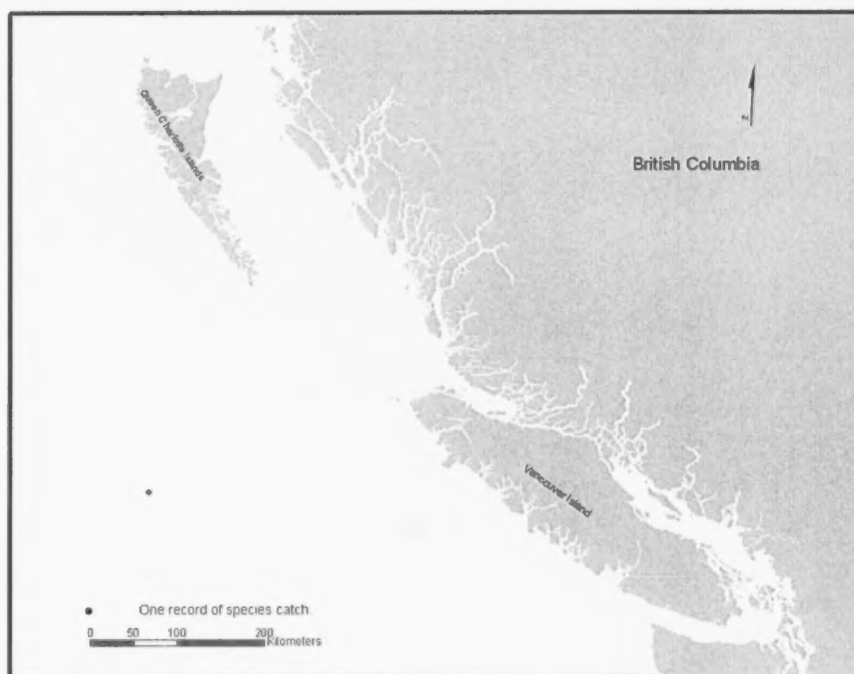 Queen Charlotte Islands
British Columbia
Vancouver Island
One record of species catch
0 50 100 200
Kilometers